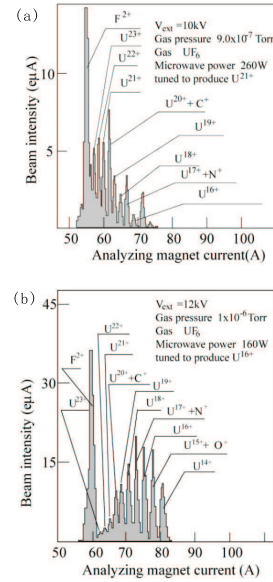 (a)
F2+
U23+
U22+
U21+
Vext =10kV
Gas pressure 9.0x10-7 Torr
Gas UF6
Microwave power 260W
tuned to produce U21+
U20+ + C+
U19+
U18+
U17+ +N+
U16+
Beam intensity (eμA)
10
5
50 60 70 80 90 100
Analyzing magnet current(A)
(b)
Vext =12kV
Gas pressure 1x10-6 Torr
Gas UF6
Microwave power 160W
tuned to produce U16+
U22+
U21+
U20+ +C+
F2+
U19+
U23+
U18+
U17+ +N+
U16+
U15++ O+
U14+
Beam intensity (eμA)
45
30
15
50 60 70 80 90 100
Analyzing magnet current (A)